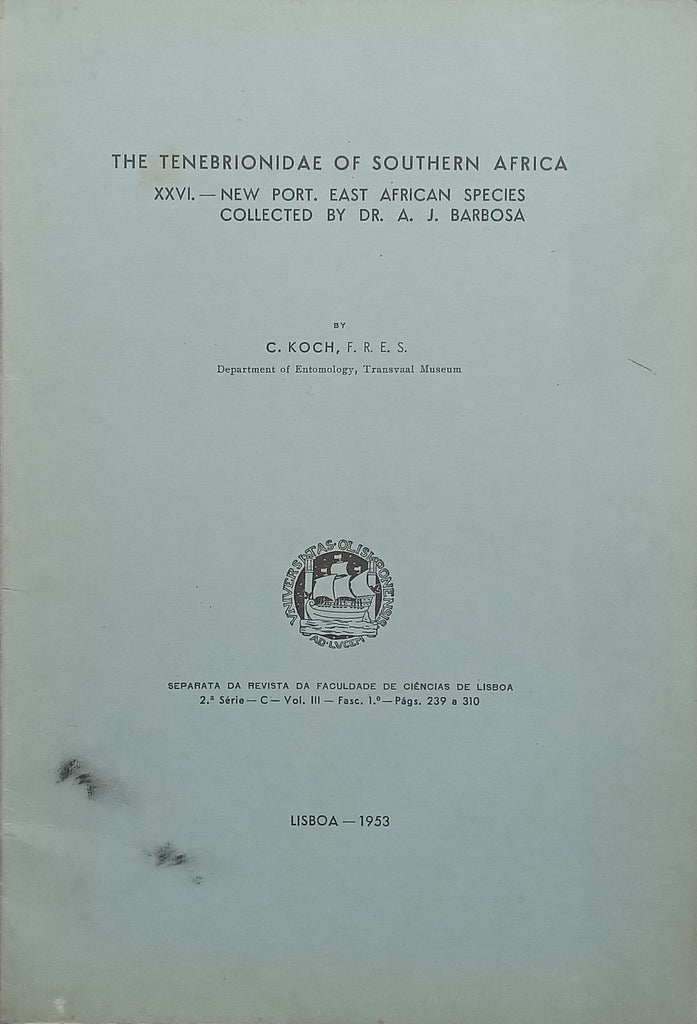 THE TENEBRIONIDAE OF SOUTHERN AFRICA
XXVI. — NEW PORT. EAST AFRICAN SPECIES
COLLECTED BY DR. A. J. BARBOSA
BY
C. KOCH, F. R. E. S.
Department of Entomology, Transvaal Museum
UNIVERSITAS·OLISIPONENSIS
AD·LVCEM
SEPARATA DA REVISTA DA FACULDADE DE CIÊNCIAS DE LISBOA
2.ª Série — C — Vol. III — Fasc. 1.º — Págs. 239 a 310
LISBOA — 1953